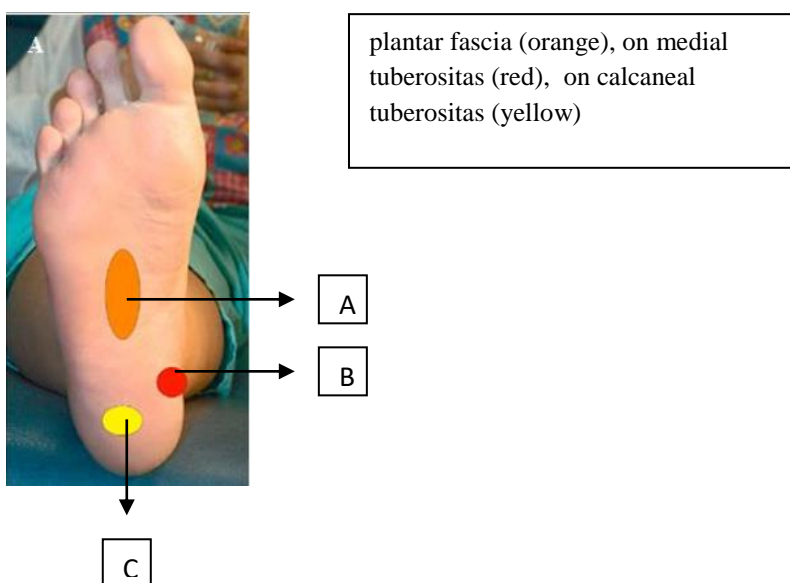 A
plantar fascia (orange), on medial
tuberositas (red),  on calcaneal
tuberositas (yellow)
A
B
C